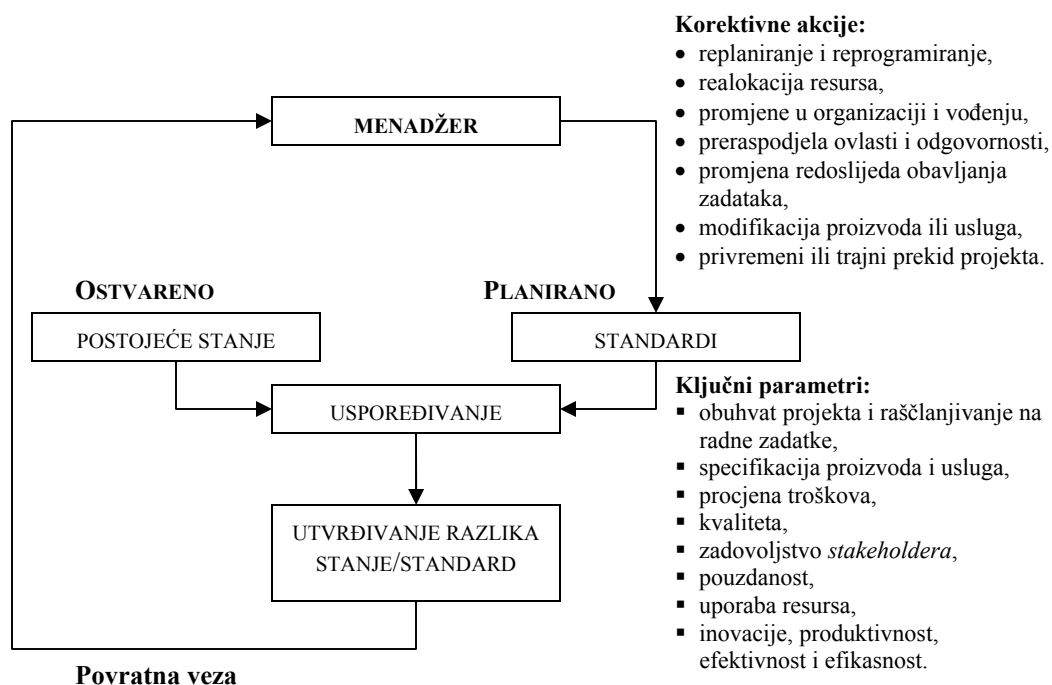 Korektivne akcije:
• replaniranje i reprogramiranje,
• realokacija resursa,
• promjene u organizaciji i vođenju,
• preraspodjela ovlasti i odgovornosti,
• promjena redoslijeda obavljanja
zadataka,
• modifikacija proizvoda ili usluga,
• privremeni ili trajni prekid projekta.
MENADŽER
OSTVARENO
PLANIRANO
POSTOJEĆE STANJE
STANDARDI
USPOREĐIVANJE
UTVRĐIVANJE RAZLIKA
STANJE/STANDARD
Ključni parametri:
▪ obuhvat projekta i raščlanjivanje na
radne zadatke,
▪ specifikacija proizvoda i usluga,
▪ procjena troškova,
▪ kvaliteta,
▪ zadovoljstvo stakeholdera,
▪ pouzdanost,
▪ uporaba resursa,
▪ inovacije, produktivnost,
efektivnost i efikasnost.
Povratna veza